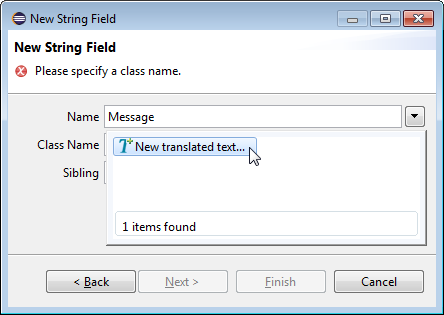 New String Field
New String Field
Please specify a class name.
Name Message
Class Name
New translated text...
Sibling
1 items found
< Back Next > Finish Cancel